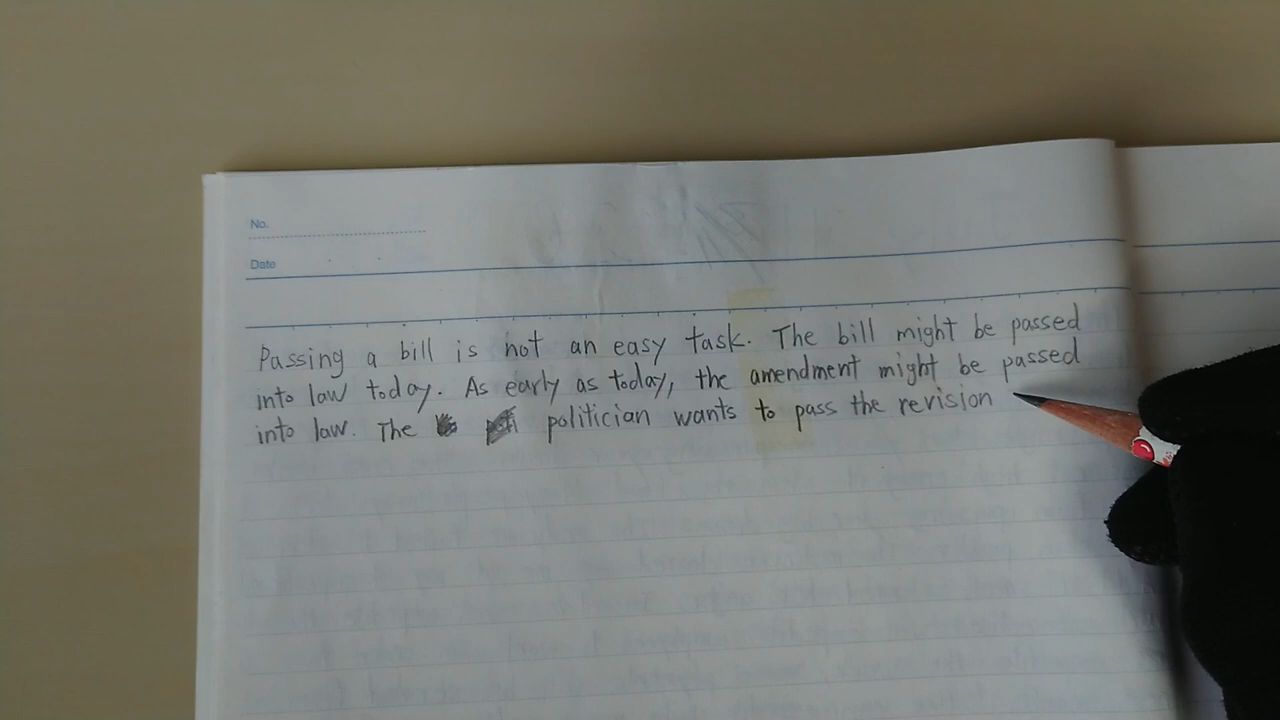 No.
Date
Passing a bill is not an easy task. The bill might be passed
into law today. As early as today, the amendment might be passed
into law. The politician wants to pass the revision